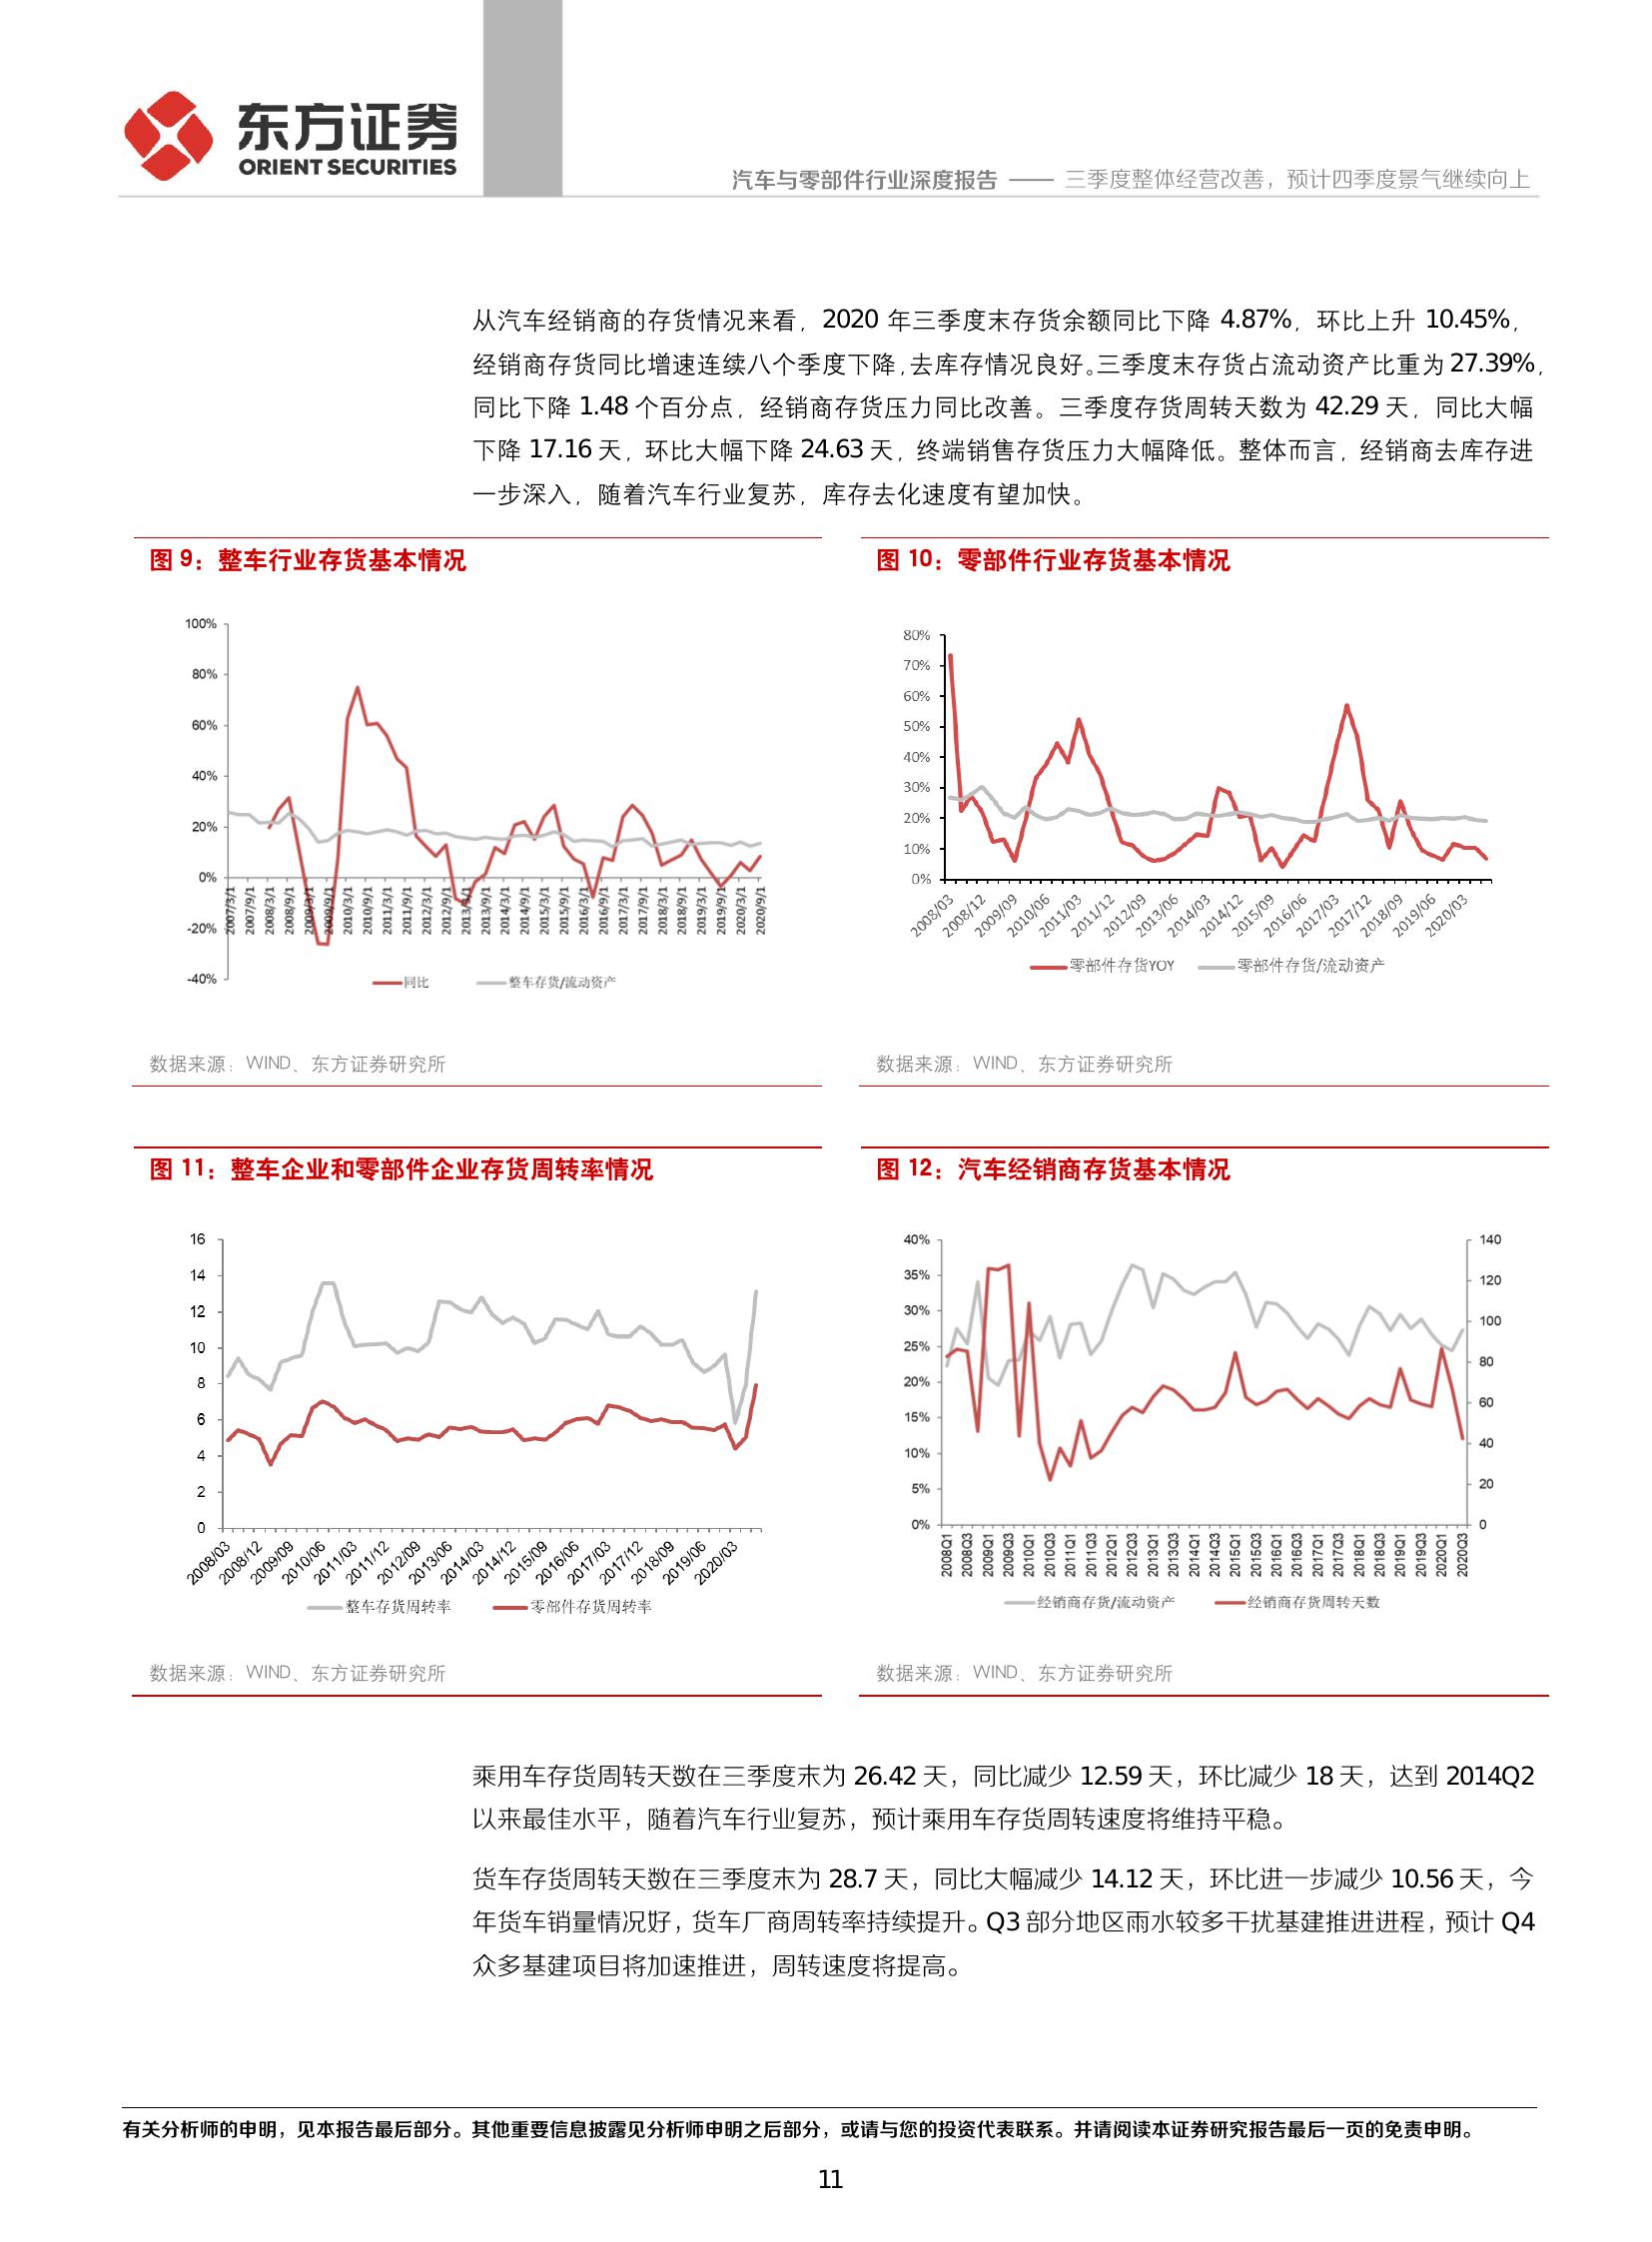 东方证券
ORIENT SECURITIES
汽车与零部件行业深度报告 —— 三季度整体经营改善，预计四季度景气继续向上
从汽车经销商的存货情况来看，2020 年三季度末存货余额同比下降 4.87%，环比上升 10.45%，
经销商存货同比增速连续八个季度下降，去库存情况良好。三季度末存货占流动资产比重为 27.39%，
同比下降 1.48 个百分点，经销商存货压力同比改善。三季度存货周转天数为 42.29 天，同比大幅
下降 17.16 天，环比大幅下降 24.63 天，终端销售存货压力大幅降低。整体而言，经销商去库存进
一步深入，随着汽车行业复苏，库存去化速度有望加快。
图 9：整车行业存货基本情况
100%
80%
60%
40%
20%
0%
-20%
-40%
2007/3/1 2007/9/1 2008/3/1 2008/9/1 2009/3/1 2009/9/1 2010/3/1 2010/9/1 2011/3/1 2011/9/1 2012/3/1 2012/9/1 2013/3/1 2013/9/1 2014/3/1 2014/9/1 2015/3/1 2015/9/1 2016/3/1 2016/9/1 2017/3/1 2017/9/1 2018/3/1 2018/9/1 2019/3/1 2019/9/1 2020/3/1 2020/9/1
同比 整车存货/流动资产
数据来源：WIND、东方证券研究所
图 10：零部件行业存货基本情况
80%
70%
60%
50%
40%
30%
20%
10%
0%
2008/03 2008/12 2009/09 2010/06 2011/03 2011/12 2012/09 2013/06 2014/03 2014/12 2015/09 2016/06 2017/03 2017/12 2018/09 2019/06 2020/03
零部件存货YOY 零部件存货/流动资产
数据来源：WIND、东方证券研究所
图 11：整车企业和零部件企业存货周转率情况
16
14
12
10
8
6
4
2
0
2008/03 2008/12 2009/09 2010/06 2011/03 2011/12 2012/09 2013/06 2014/03 2014/12 2015/09 2016/06 2017/03 2017/12 2018/09 2019/06 2020/03
整车存货周转率 零部件存货周转率
数据来源：WIND、东方证券研究所
图 12：汽车经销商存货基本情况
40% 140
35% 120
30% 100
25% 80
20% 60
15% 40
10% 20
5% 0
0%
2008Q1 2008Q3 2009Q1 2009Q3 2010Q1 2010Q3 2011Q1 2011Q3 2012Q1 2012Q3 2013Q1 2013Q3 2014Q1 2014Q3 2015Q1 2015Q3 2016Q1 2016Q3 2017Q1 2017Q3 2018Q1 2018Q3 2019Q1 2019Q3 2020Q1 2020Q3
经销商存货/流动资产 经销商存货周转天数
数据来源：WIND、东方证券研究所
乘用车存货周转天数在三季度末为 26.42 天，同比减少 12.59 天，环比减少 18 天，达到 2014Q2
以来最佳水平，随着汽车行业复苏，预计乘用车存货周转速度将维持平稳。
货车存货周转天数在三季度末为 28.7 天，同比大幅减少 14.12 天，环比进一步减少 10.56 天，今
年货车销量情况好，货车厂商周转率持续提升。Q3 部分地区雨水较多干扰基建推进进程，预计 Q4
众多基建项目将加速推进，周转速度将提高。
有关分析师的申明，见本报告最后部分。其他重要信息披露见分析师申明之后部分，或请与您的投资代表联系。并请阅读本证券研究报告最后一页的免责申明。
11